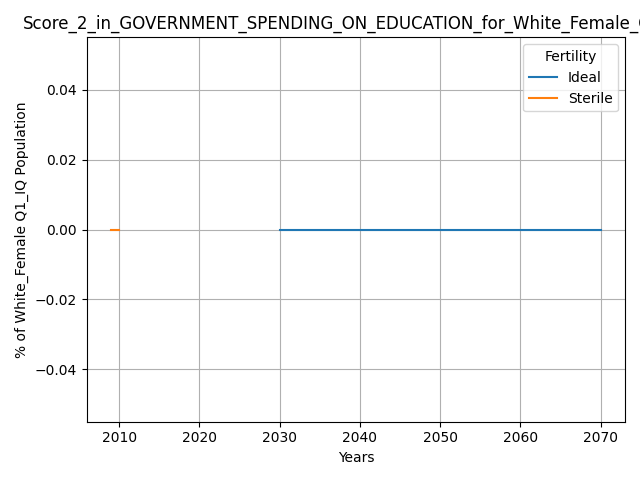 Score_2_in_GOVERNMENT_SPENDING_ON_EDUCATION_for_White_Female_
Fertility
Ideal
Sterile
% of White_Female Q1_IQ Population
0.04
0.02
0.00
−0.02
−0.04
2010 2020 2030 2040 2050 2060 2070
Years